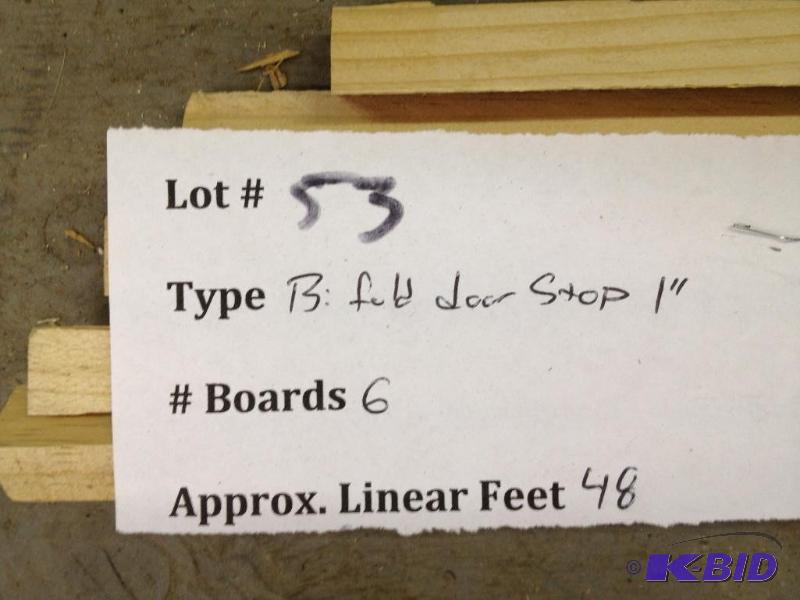 Lot # 53
Type Bi fold door Stop 1"
# Boards 6
Approx. Linear Feet 48
© K-BID